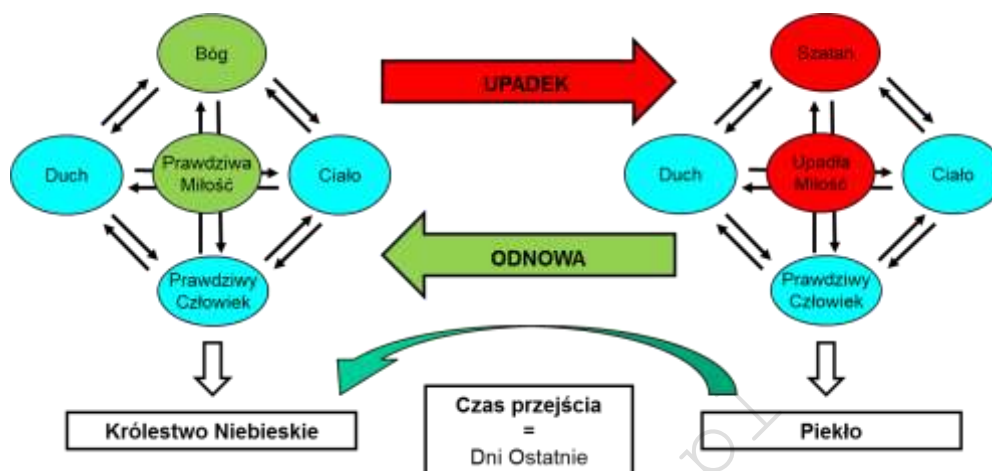 Bóg
UPADEK
Szatan
Duch
Prawdziwa
Miłość
Ciało
Duch
Upadła
Miłość
Ciało
ODNOWA
Prawdziwy
Człowiek
Prawdziwy
Człowiek
Królestwo Niebieskie
Czas przejścia
=
Dni Ostatnie
Piekło